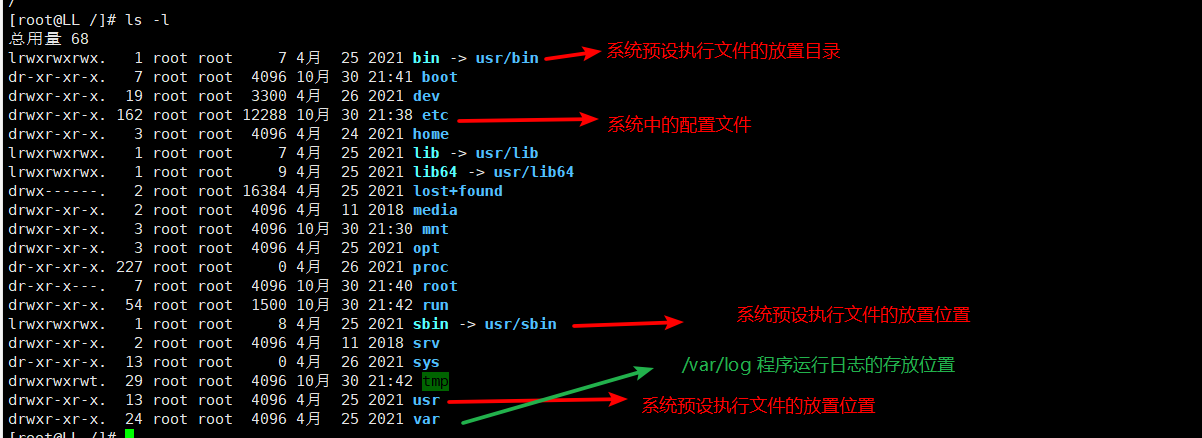 /
[root@LL /]# ls -l
总用量 68
lrwxrwxrwx.   1 root root     7 4月  25 2021 bin -> usr/bin 系统预设执行文件的放置目录
dr-xr-xr-x.   7 root root  4096 10月 30 21:41 boot
drwxr-xr-x.  19 root root  3300 4月  26 2021 dev
drwxr-xr-x. 162 root root 12288 10月 30 21:38 etc 系统中的配置文件
drwxr-xr-x.   3 root root  4096 4月  24 2021 home
lrwxrwxrwx.   1 root root     7 4月  25 2021 lib -> usr/lib
lrwxrwxrwx.   1 root root     9 4月  25 2021 lib64 -> usr/lib64
drwx------.   2 root root 16384 4月  25 2021 lost+found
drwxr-xr-x.   2 root root  4096 4月  11 2018 media
drwxr-xr-x.   3 root root  4096 10月 30 21:30 mnt
drwxr-xr-x.   3 root root  4096 4月  25 2021 opt
dr-xr-xr-x. 227 root root     0 4月  26 2021 proc
dr-xr-x---.   7 root root  4096 10月 30 21:40 root
drwxr-xr-x.  54 root root  1500 10月 30 21:42 run
lrwxrwxrwx.   1 root root     8 4月  25 2021 sbin -> usr/sbin 系统预设执行文件的放置位置
drwxr-xr-x.   2 root root  4096 4月  11 2018 srv
dr-xr-xr-x.  13 root root     0 4月  26 2021 sys /var/log 程序运行日志的存放位置
drwxrwxrwt.  29 root root  4096 10月 30 21:42 tmp
drwxr-xr-x.  13 root root  4096 4月  25 2021 usr 系统预设执行文件的放置位置
drwxr-xr-x.  24 root root  4096 4月  25 2021 var
[root@LL /]#